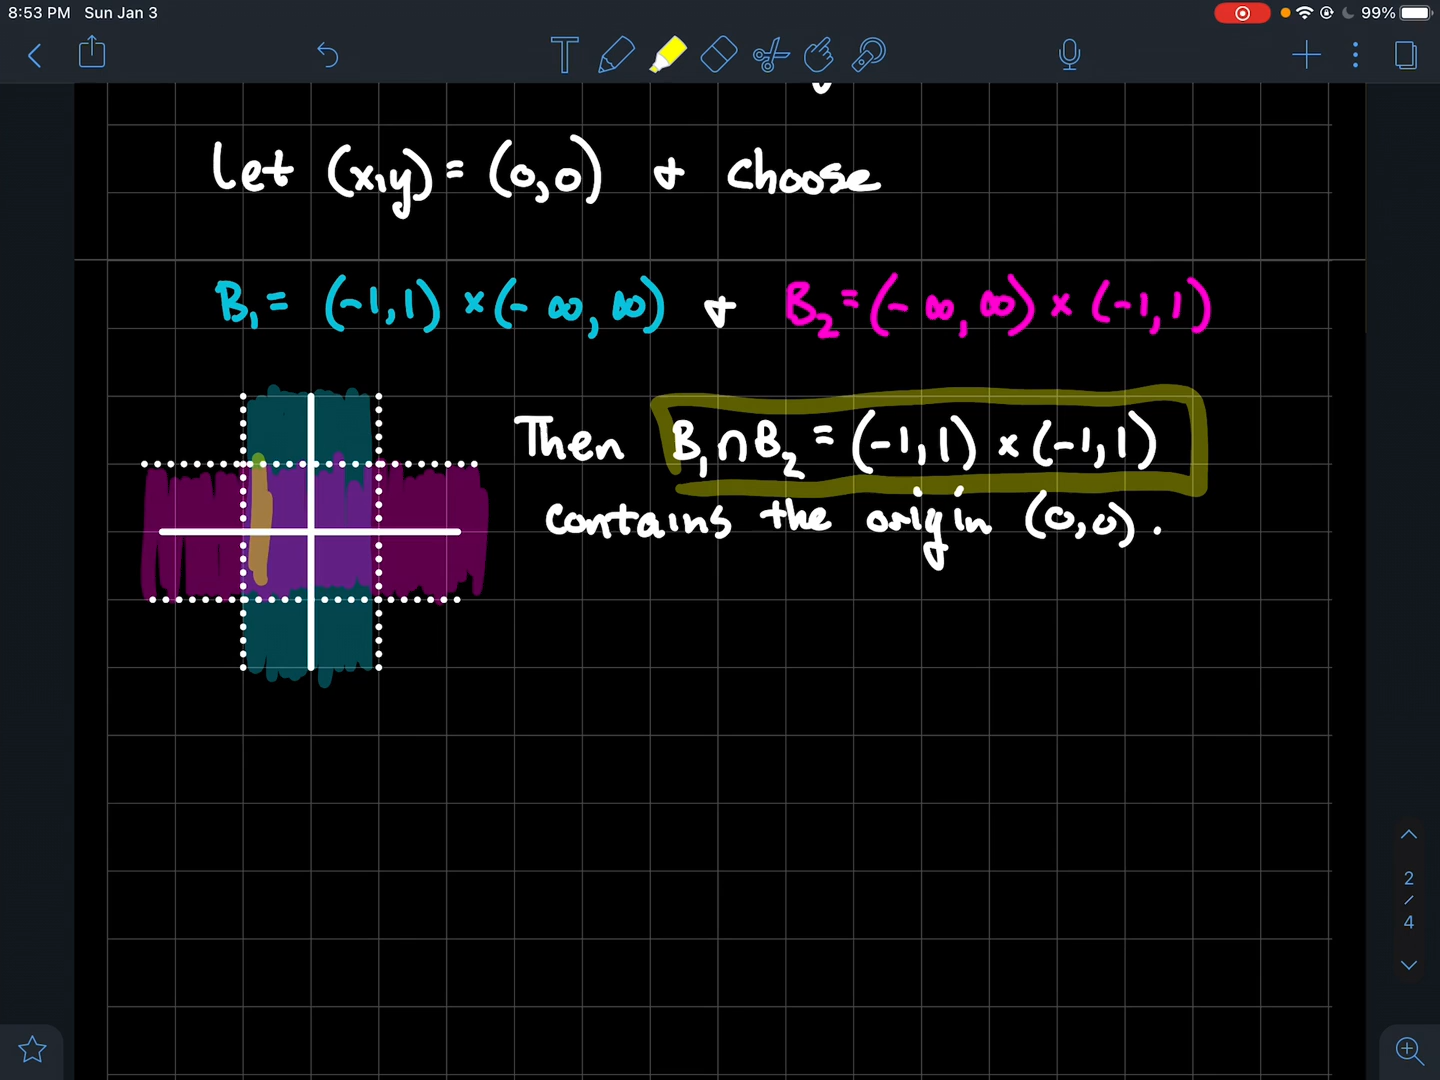 8:53 PM Sun Jan 3 99%
Let (x,y) = (0,0) & choose
B₁ = (-1,1) × (-∞,∞) & B₂ = (-∞,∞) × (-1,1)
Then B₁∩B₂ = (-1,1) × (-1,1)
contains the origin (0,0).
2
/
4